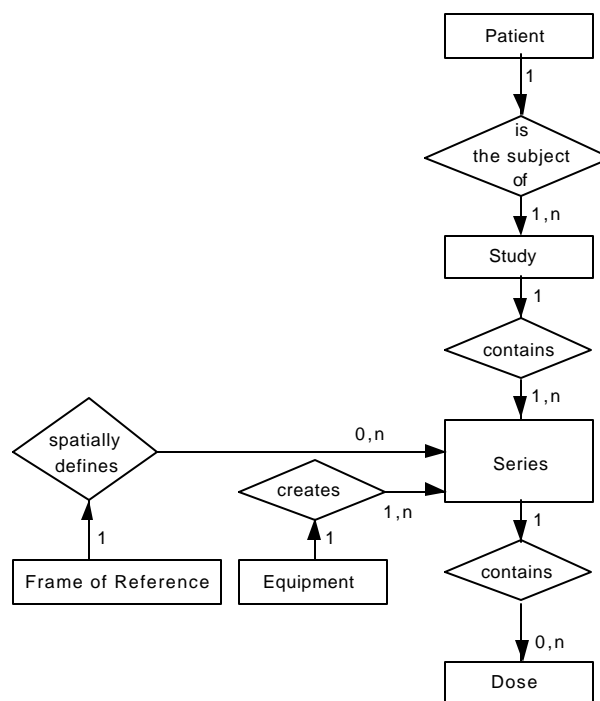 Patient
1
is
the subject
of
1,n
Study
1
contains
1,n
spatially
defines
0,n
Series
creates
1,n
1
1
1
Frame of Reference
Equipment
contains
0,n
Dose